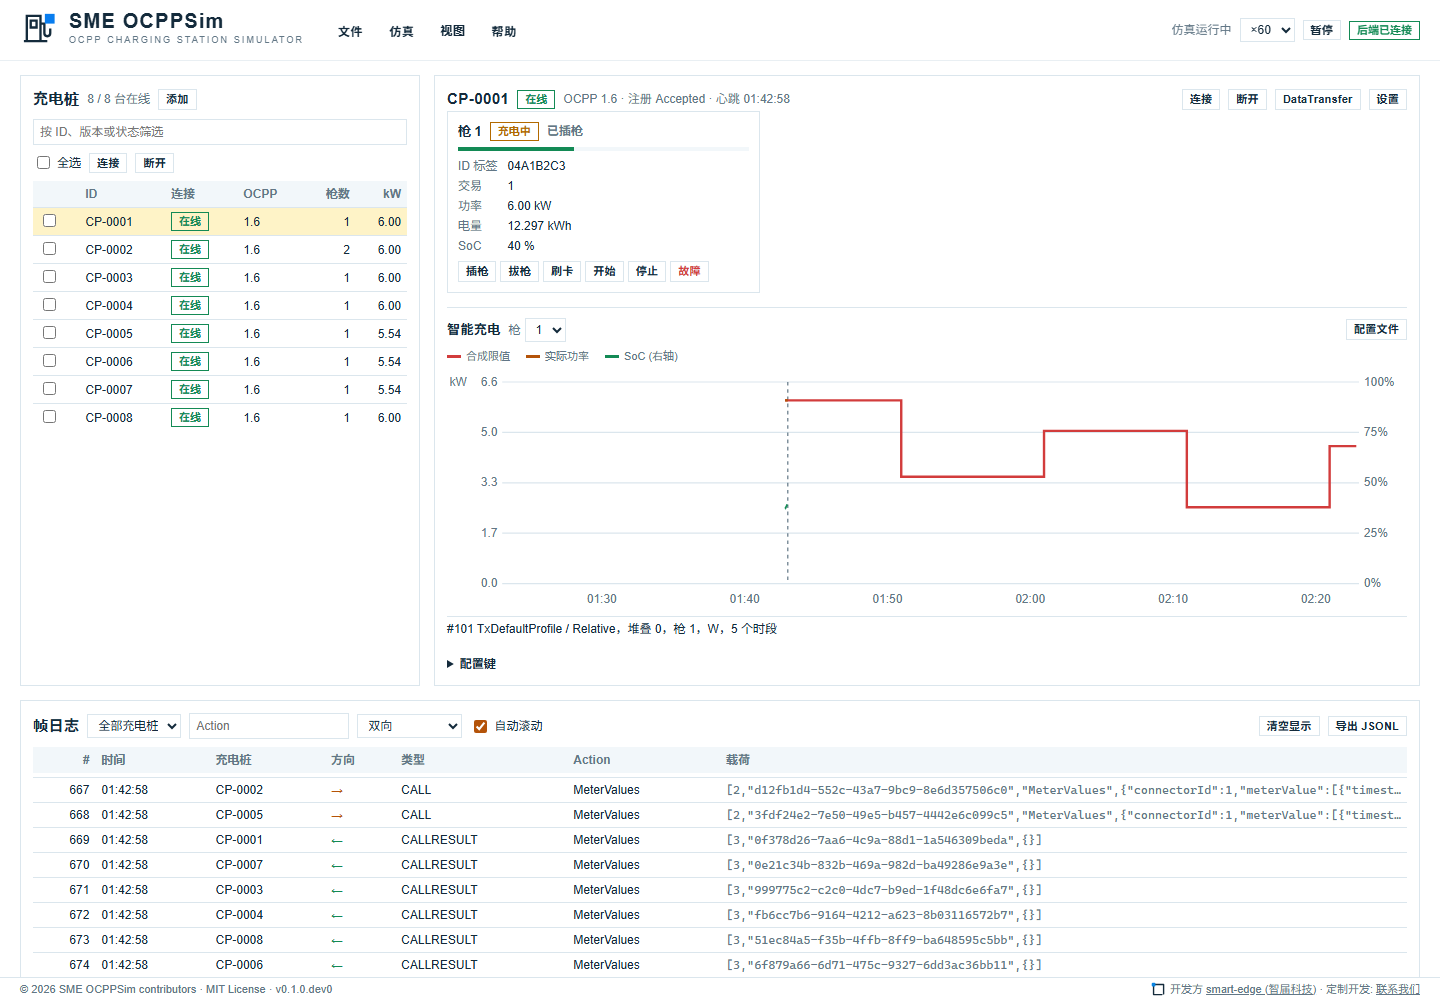 SME OCPPSim
OCPP CHARGING STATION SIMULATOR
文件 仿真 视图 帮助
仿真运行中 ×60 暂停 后端已连接
充电桩 8 / 8 台在线 添加
按 ID、版本或状态筛选
全选 连接 断开
ID 连接 OCPP 枪数 kW
CP-0001 在线 1.6 1 6.00
CP-0002 在线 1.6 2 6.00
CP-0003 在线 1.6 1 6.00
CP-0004 在线 1.6 1 6.00
CP-0005 在线 1.6 1 5.54
CP-0006 在线 1.6 1 5.54
CP-0007 在线 1.6 1 5.54
CP-0008 在线 1.6 1 6.00
CP-0001 在线 OCPP 1.6 · 注册 Accepted · 心跳 01:42:58 连接 断开 DataTransfer 设置
枪 1 充电中 已插枪
ID 标签 04A1B2C3
交易 1
功率 6.00 kW
电量 12.297 kWh
SoC 40 %
插枪 拔枪 刷卡 开始 停止 故障
智能充电 枪 1 配置文件
合成限值 实际功率 SoC (右轴)
kW 6.6 100%
5.0 75%
3.3 50%
1.7 25%
0.0 0%
01:30 01:40 01:50 02:00 02:10 02:20
#101 TxDefaultProfile / Relative，堆叠 0，枪 1，W，5 个时段
▶ 配置键
帧日志 全部充电桩 Action 双向 自动滚动 清空显示 导出 JSONL
# 时间 充电桩 方向 类型 Action 载荷
667 01:42:58 CP-0002 → CALL MeterValues [2,"d12fb1d4-552c-43a7-9bc9-8e6d357506c0","MeterValues",{"connectorId":1,"meterValue":[{"timest…
668 01:42:58 CP-0005 → CALL MeterValues [2,"3fdf24e2-7e50-49e5-b457-4442e6c099c5","MeterValues",{"connectorId":1,"meterValue":[{"timest…
669 01:42:58 CP-0001 ← CALLRESULT MeterValues [3,"0f378d26-7aa6-4c9a-88d1-1a546309beda",{}]
670 01:42:58 CP-0007 ← CALLRESULT MeterValues [3,"0e21c34b-832b-469a-982d-ba49286e9a3e",{}]
671 01:42:58 CP-0003 ← CALLRESULT MeterValues [3,"999775c2-c2c0-4dc7-b9ed-1f48dc6e6fa7",{}]
672 01:42:58 CP-0004 ← CALLRESULT MeterValues [3,"fb6cc7b6-9164-4212-a623-8b03116572b7",{}]
673 01:42:58 CP-0008 ← CALLRESULT MeterValues [3,"51ec84a5-f35b-4ffb-8ff9-ba648595c5bb",{}]
674 01:42:58 CP-0006 ← CALLRESULT MeterValues [3,"6f879a66-6d71-475c-9327-6dd3ac36bb11",{}]
© 2026 SME OCPPSim contributors · MIT License · v0.1.0.dev0 开发方 smart-edge (智届科技) · 定制开发: 联系我们